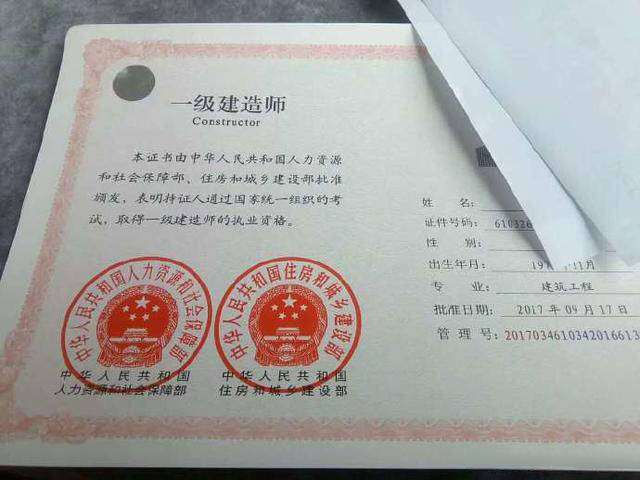 一级建造师
Constructor
本证书由中华人民共和国人力资源
和社会保障部、住房和城乡建设部批准
颁发，表明持证人通过国家统一组织的考
试，取得一级建造师的执业资格。
中华人民共和国人力资源和社会保障部
中华人民共和国住房和城乡建设部
中华人民共和国
人力资源和社会保障部
中华人民共和国
住房和城乡建设部
姓 名：
证件号码：61032
性 别：
出生年月：19 月
专 业：建筑工程
批准日期：2017 年 09 月 17 日
管 理 号：201703461034201661 3